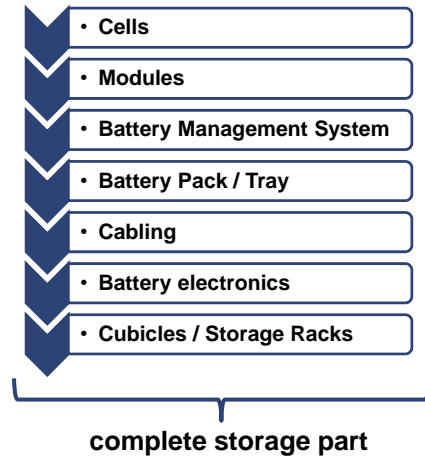 • Cells
• Modules
• Battery Management System
• Battery Pack / Tray
• Cabling
• Battery electronics
• Cubicles / Storage Racks
complete storage part